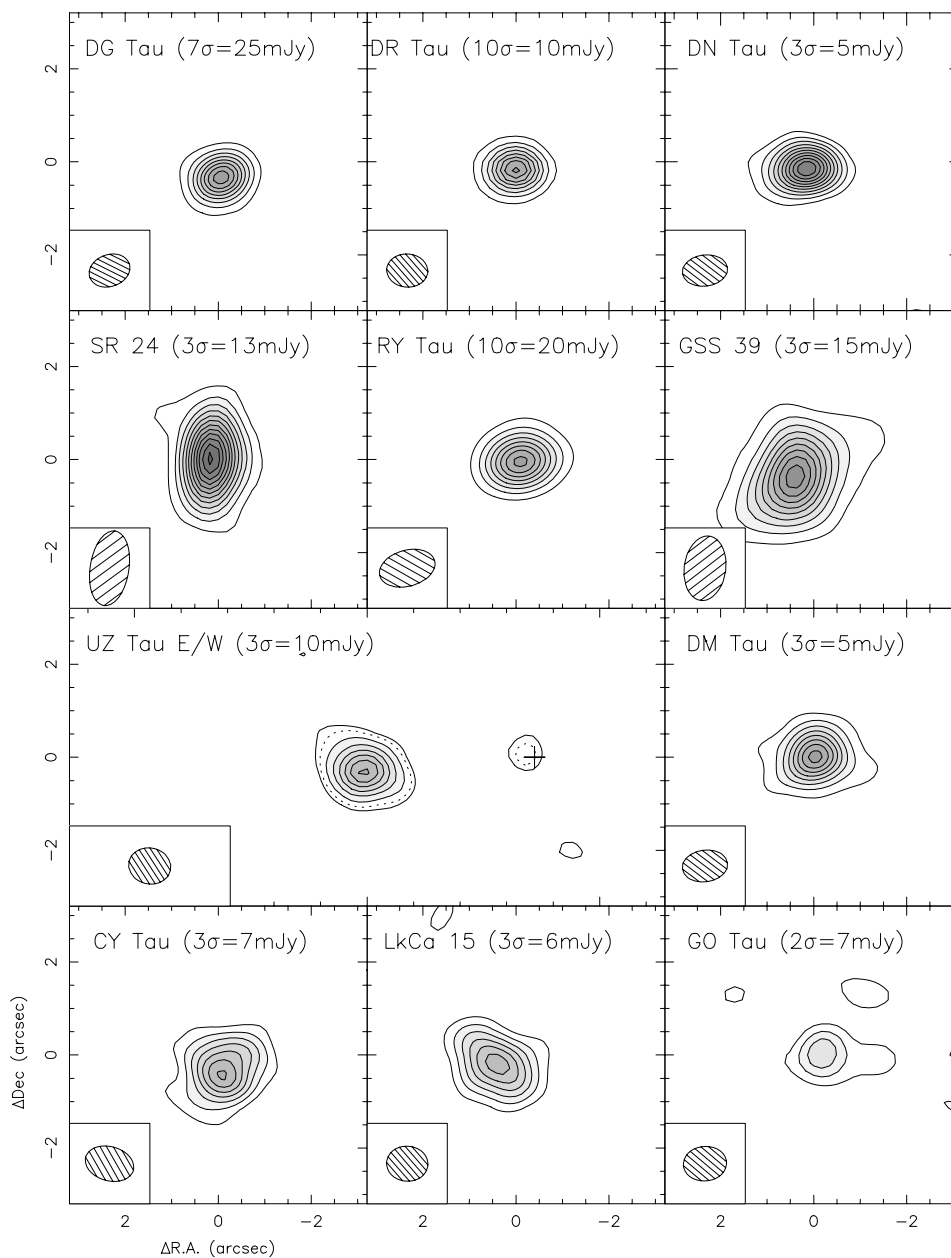 DG Tau (7σ=25mJy) DR Tau (10σ=10mJy) DN Tau (3σ=5mJy)
2
0
−2
SR 24 (3σ=13mJy) RY Tau (10σ=20mJy) GSS 39 (3σ=15mJy)
2
0
−2
UZ Tau E/W (3σ=10mJy) DM Tau (3σ=5mJy)
2
0
−2
CY Tau (3σ=7mJy) LkCa 15 (3σ=6mJy) GO Tau (2σ=7mJy)
2
0
−2
ΔDec (arcsec)
2 0 −2 2 0 −2 2 0 −2
ΔR.A. (arcsec)